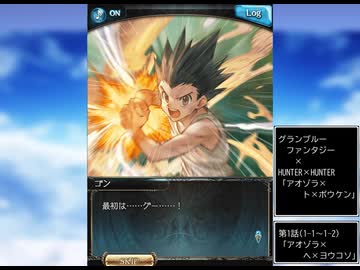 ON
Log
ゴン
最初は……グー……!
Skip
グランブルー
ファンタジー
×
HUNTER×HUNTER
「アオゾラ×
ト×ボウケン」
第1話(1-1~1-2)
「アオゾラ×
ヘ×ヨウコソ」